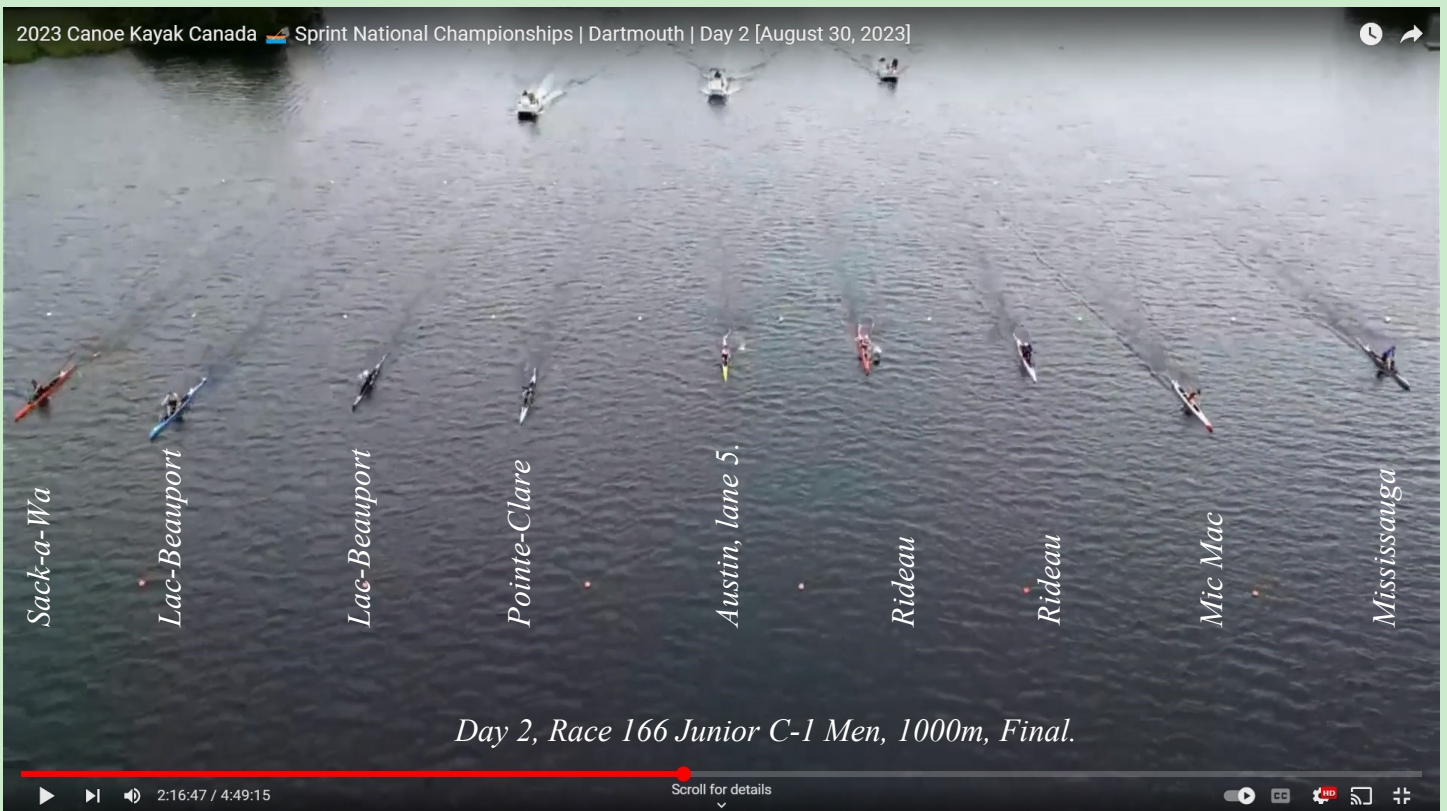 2023 Canoe Kayak Canada 🛶 Sprint National Championships | Dartmouth | Day 2 [August 30, 2023]
Sack-a-Wa
Lac-Beauport
Lac-Beauport
Pointe-Clare
Austin, lane 5.
Rideau
Rideau
Mic Mac
Mississauga
Day 2, Race 166 Junior C-1 Men, 1000m, Final.
2:16:47 / 4:49:15
Scroll for details
CC
HD